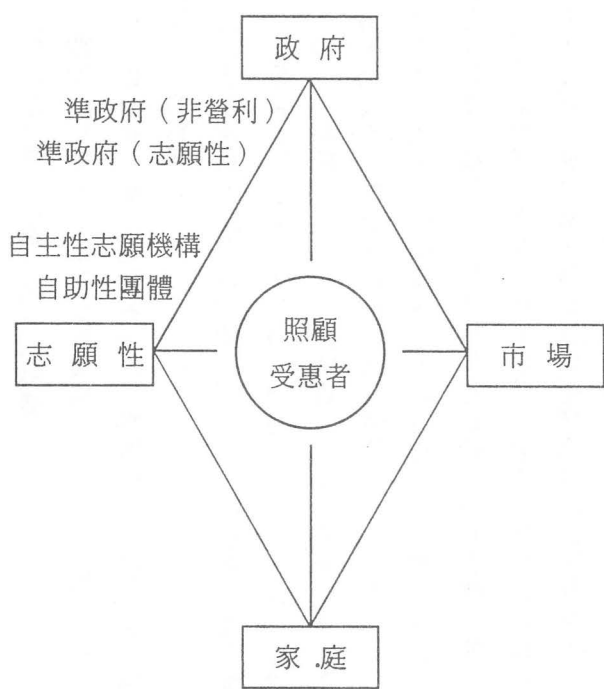 政府
準政府(非營利)
準政府(志願性)
自主性志願機構
自助性團體
志願性
照顧
受惠者
市場
家.庭